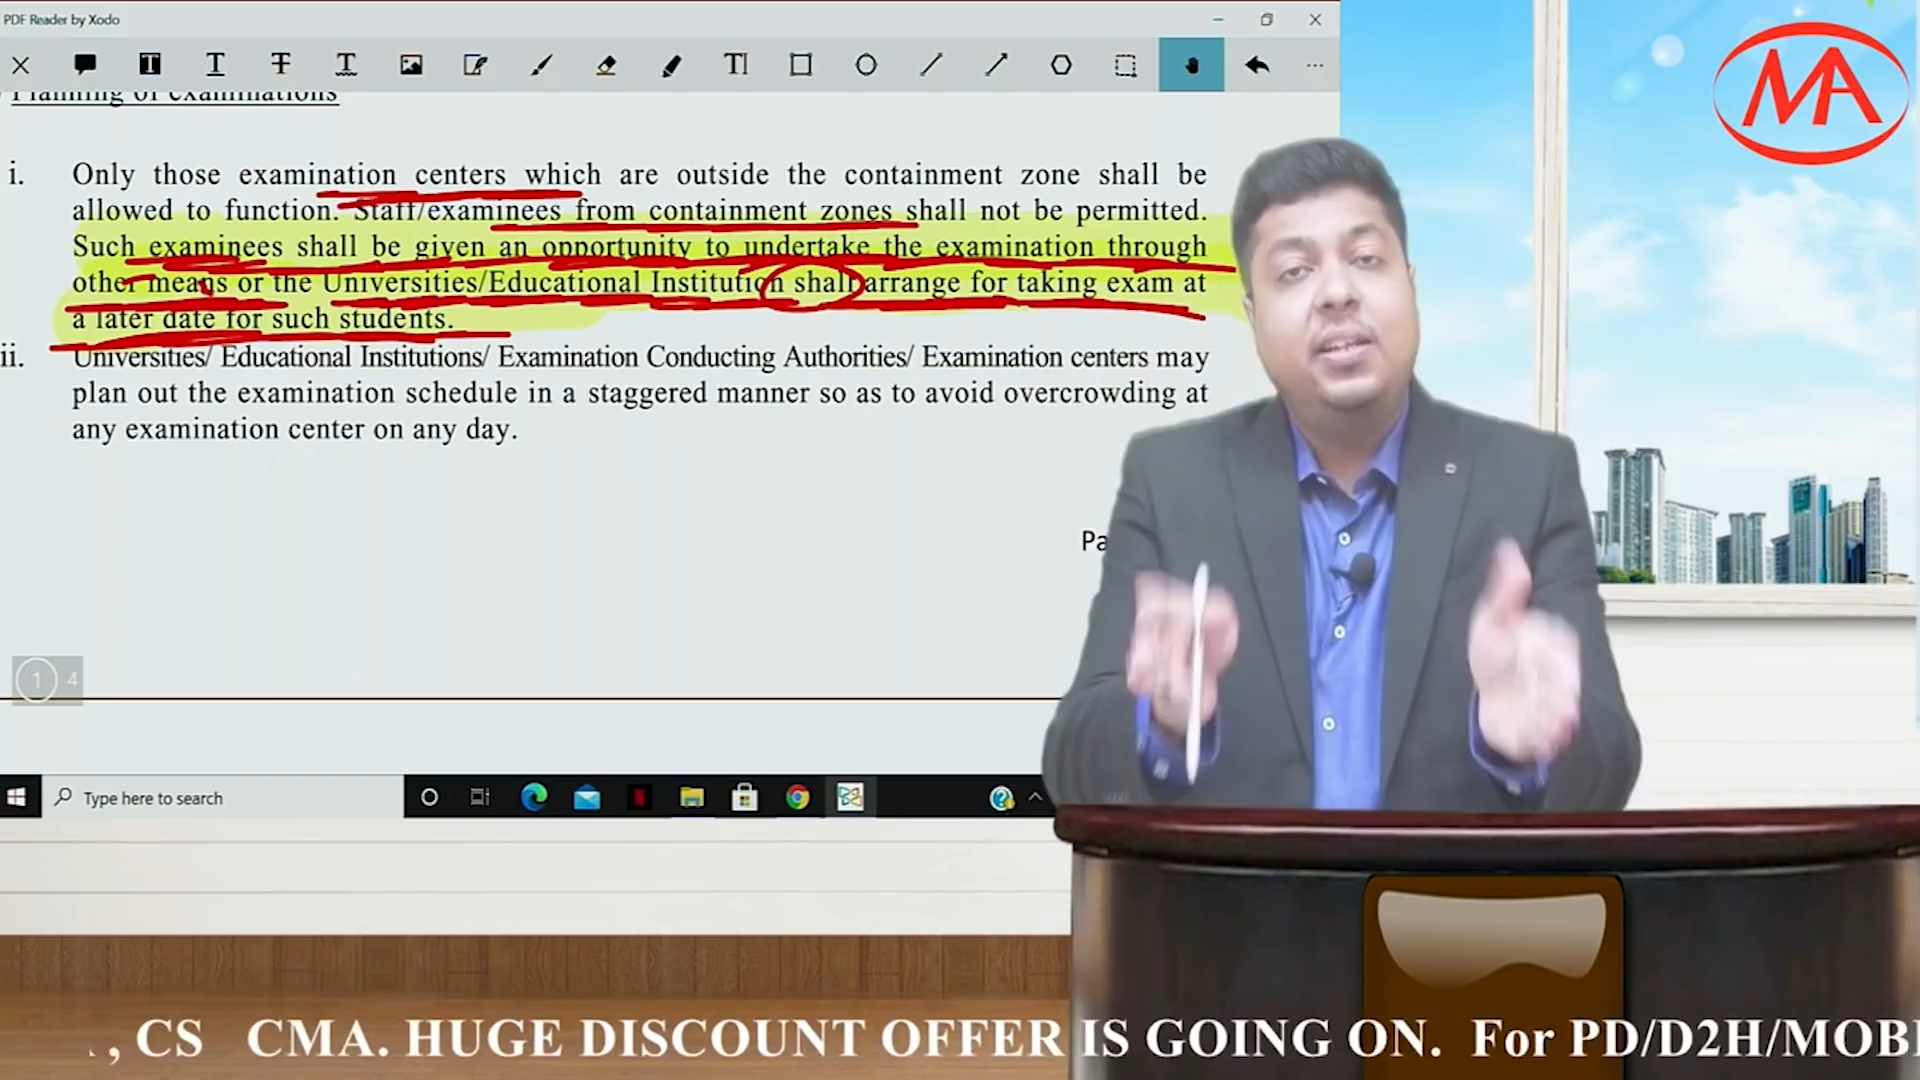 PDF Reader by Xodo
MA
Planning of examinations
i. Only those examination centers which are outside the containment zone shall be
allowed to function. Staff/examinees from containment zones shall not be permitted.
Such examinees shall be given an opportunity to undertake the examination through
other means or the Universities/Educational Institution shall arrange for taking exam at
a later date for such students.
ii. Universities/ Educational Institutions/ Examination Conducting Authorities/ Examination centers may
plan out the examination schedule in a staggered manner so as to avoid overcrowding at
any examination center on any day.
1 4
Type here to search
, CS CMA. HUGE DISCOUNT OFFER IS GOING ON. For PD/D2H/MOBI